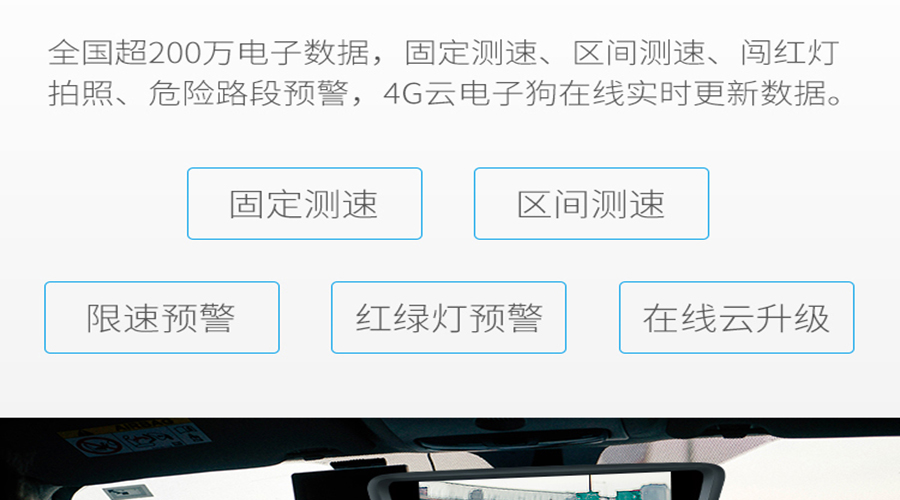 全国超200万电子数据，固定测速、区间测速、闯红灯
拍照、危险路段预警，4G云电子狗在线实时更新数据。
固定测速
区间测速
限速预警
红绿灯预警
在线云升级
AIRBAG